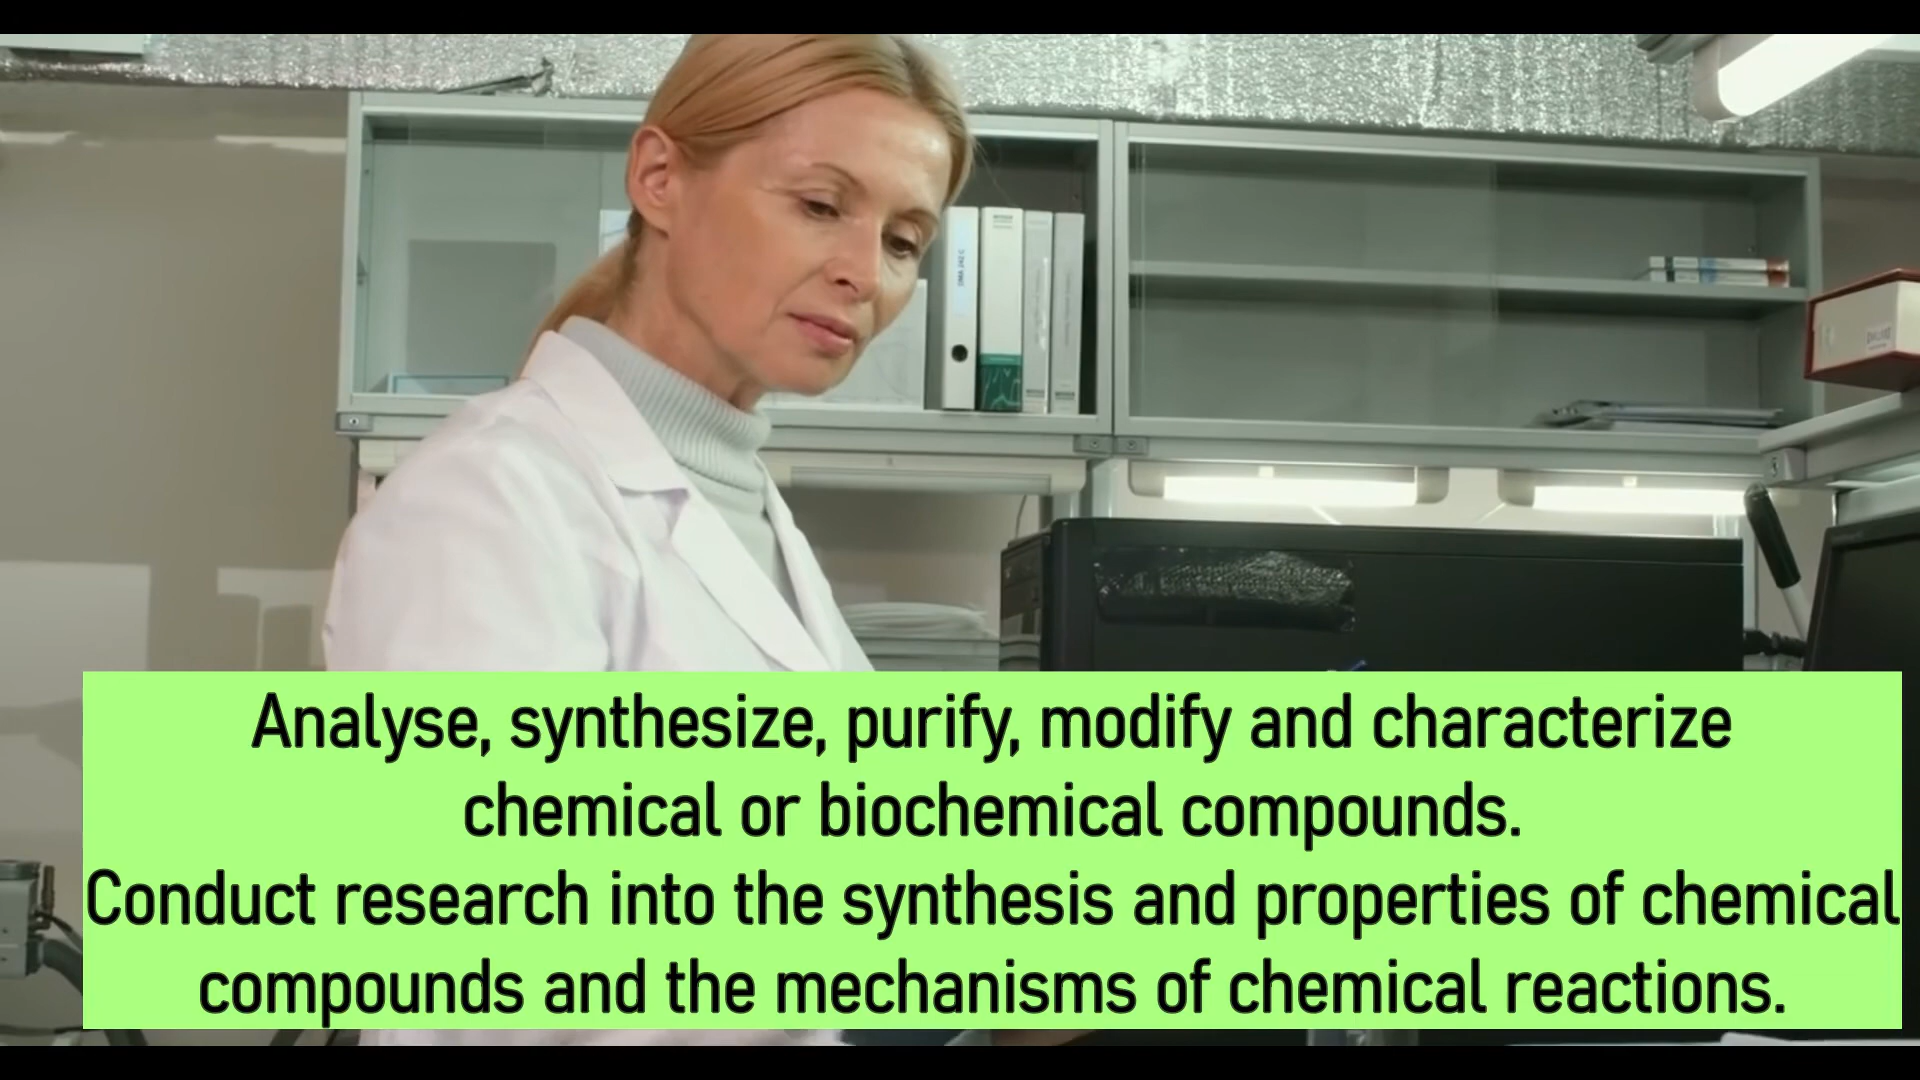 Analyse, synthesize, purify, modify and characterize
chemical or biochemical compounds.
Conduct research into the synthesis and properties of chemical
compounds and the mechanisms of chemical reactions.